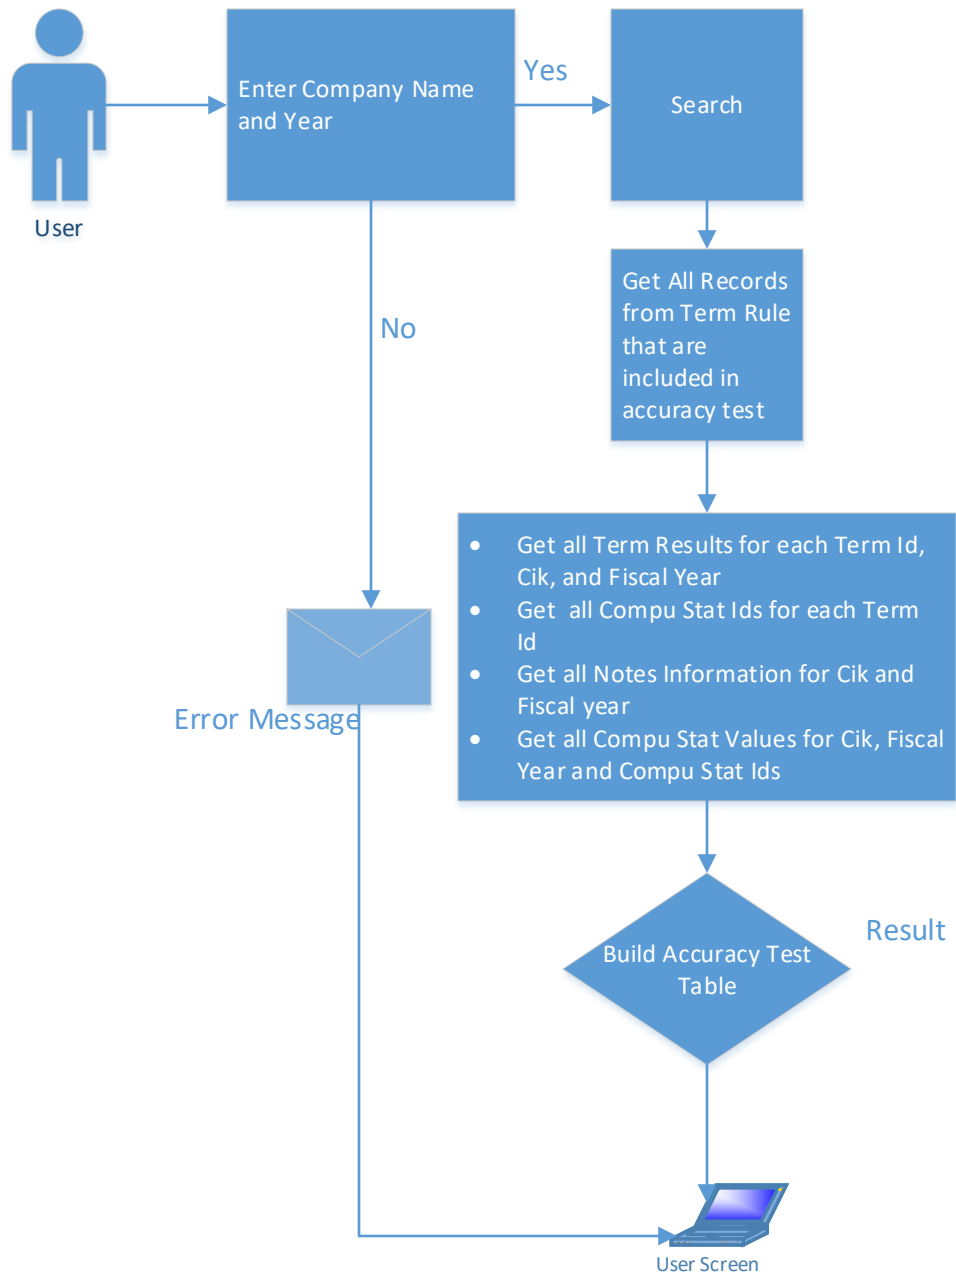 User
Enter Company Name
and Year
Yes
Search
No
Get All Records
from Term Rule
that are
included in
accuracy test
• Get all Term Results for each Term Id,
Cik, and Fiscal Year
• Get all Compu Stat Ids for each Term
Id
• Get all Notes Information for Cik and
Fiscal year
• Get all Compu Stat Values for Cik, Fiscal
Year and Compu Stat Ids
Error Message
Build Accuracy Test
Table
Result
User Screen